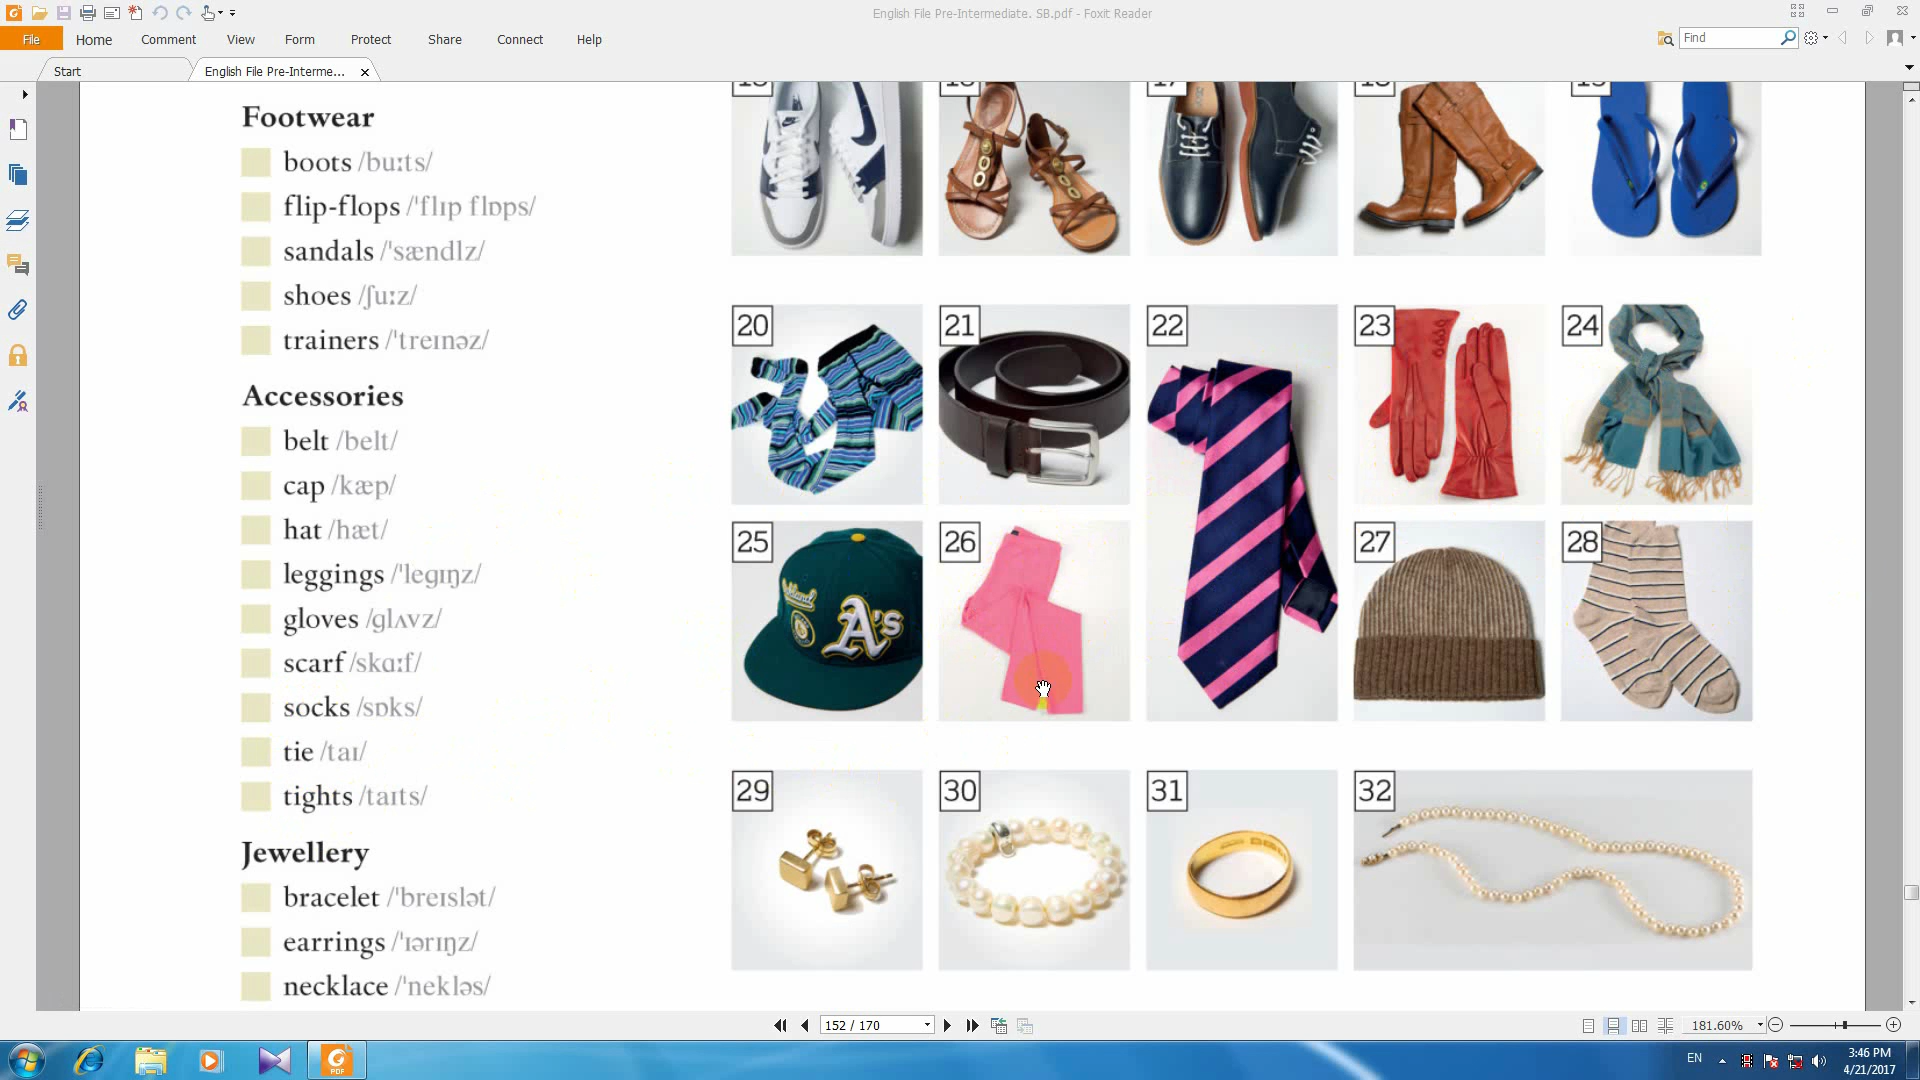 English File Pre-Intermediate. SB.pdf - Foxit Reader
File Home Comment View Form Protect Share Connect Help
Find
Start
English File Pre-Interme...
Footwear
boots /buːts/
flip-flops /ˈflɪp flɒps/
sandals /ˈsændlz/
shoes /ʃuːz/
trainers /ˈtreɪnəz/
Accessories
belt /belt/
cap /kæp/
hat /hæt/
leggings /ˈlegɪŋz/
gloves /glʌvz/
scarf /skɑːf/
socks /sɒks/
tie /taɪ/
tights /taɪts/
Jewellery
bracelet /ˈbreɪslət/
earrings /ˈɪərɪŋz/
necklace /ˈnekləs/
20 21 22 23 24
25 26 27 28
A's
29 30 31 32
152 / 170
181.60%
PDF
EN
3:46 PM
4/21/2017